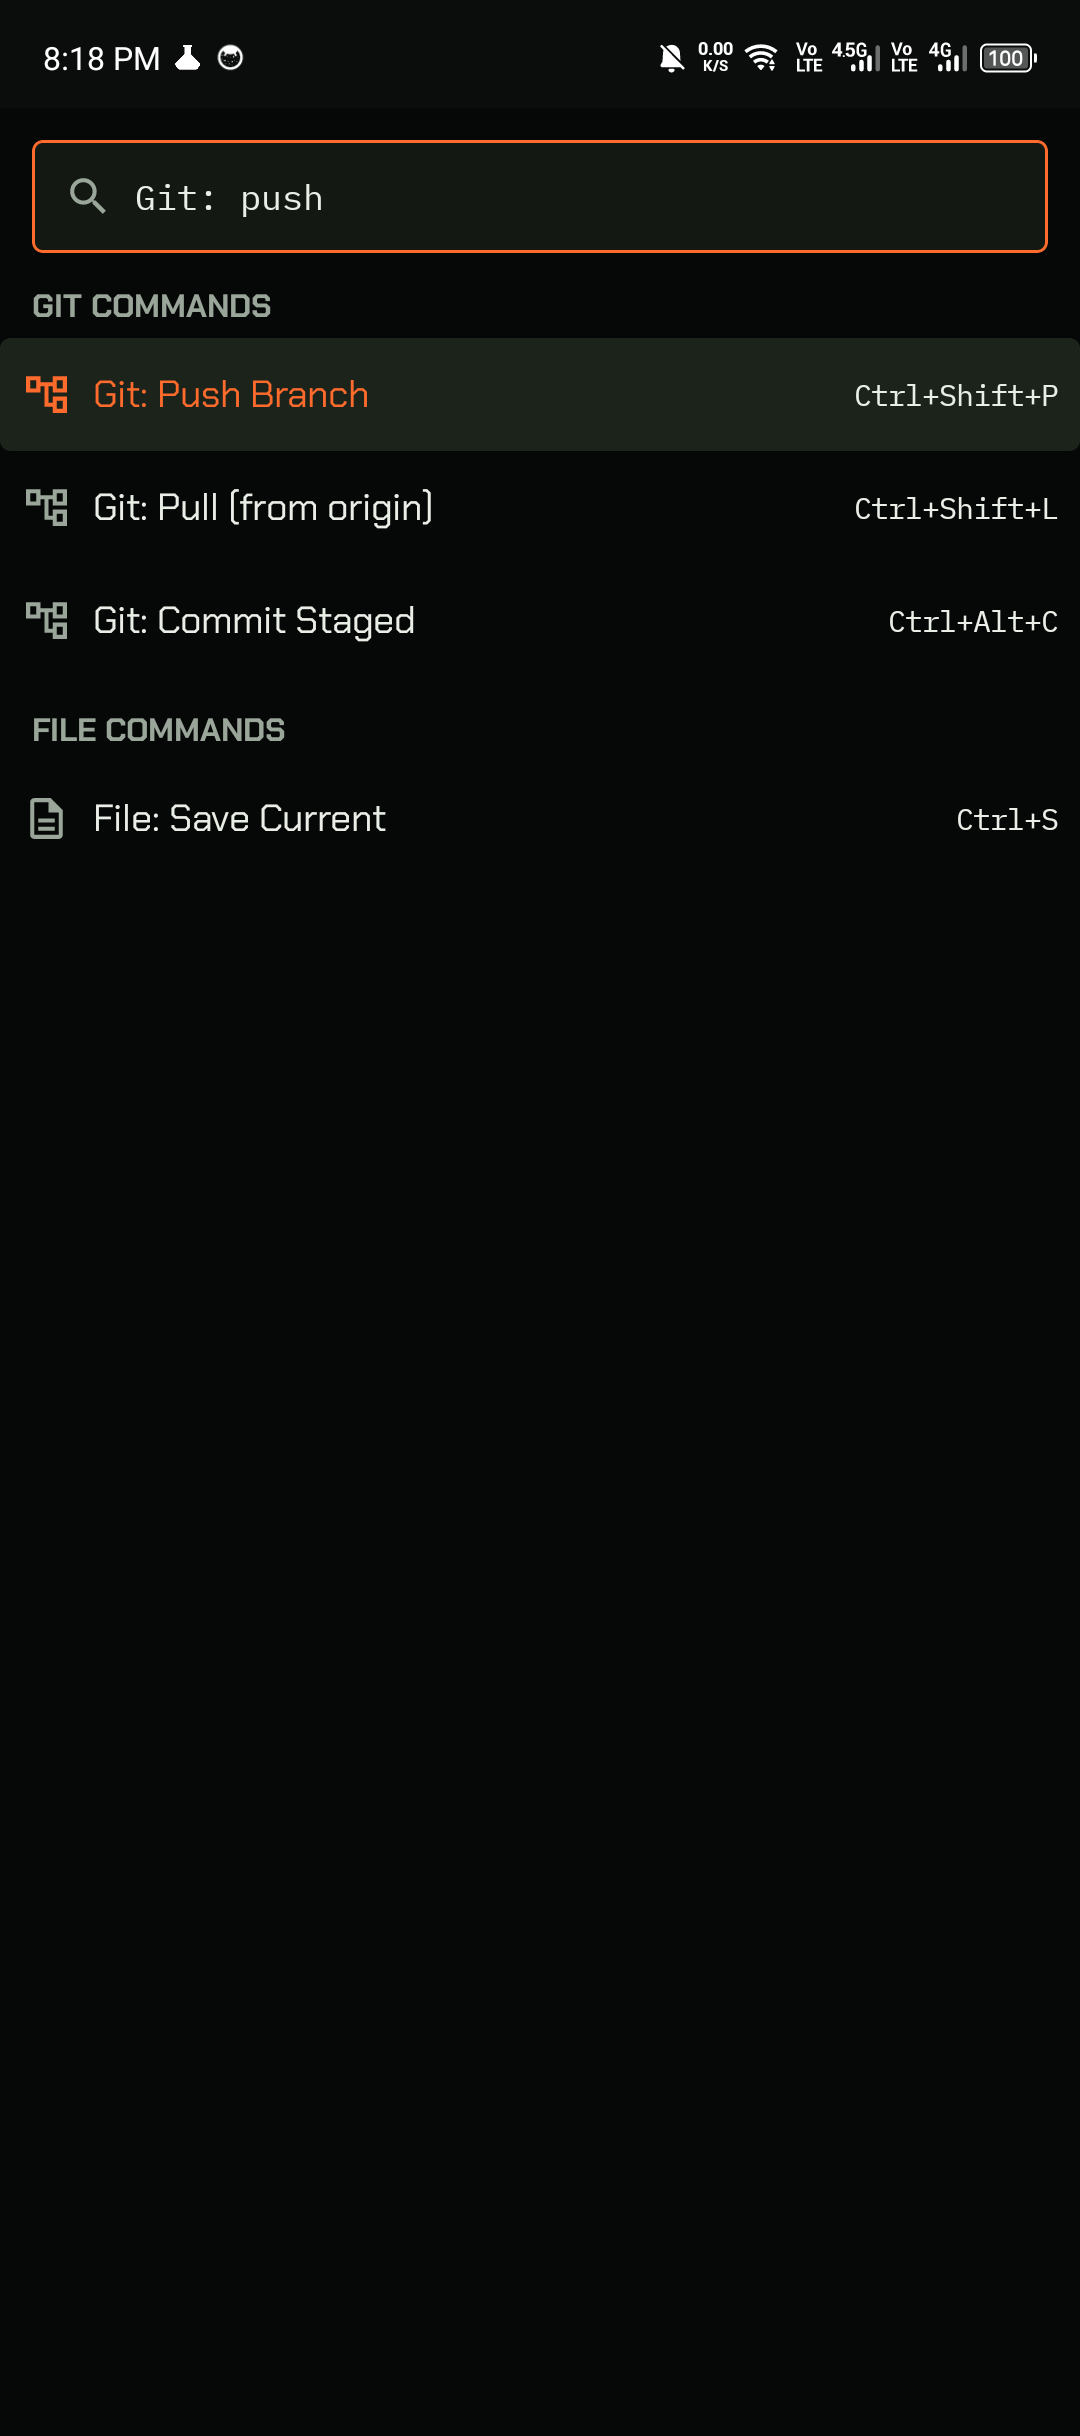 8:18 PM 0.00 K/S Vo LTE 4.5G Vo LTE 4G 100
Git: push
GIT COMMANDS
Git: Push Branch Ctrl+Shift+P
Git: Pull (from origin) Ctrl+Shift+L
Git: Commit Staged Ctrl+Alt+C
FILE COMMANDS
File: Save Current Ctrl+S